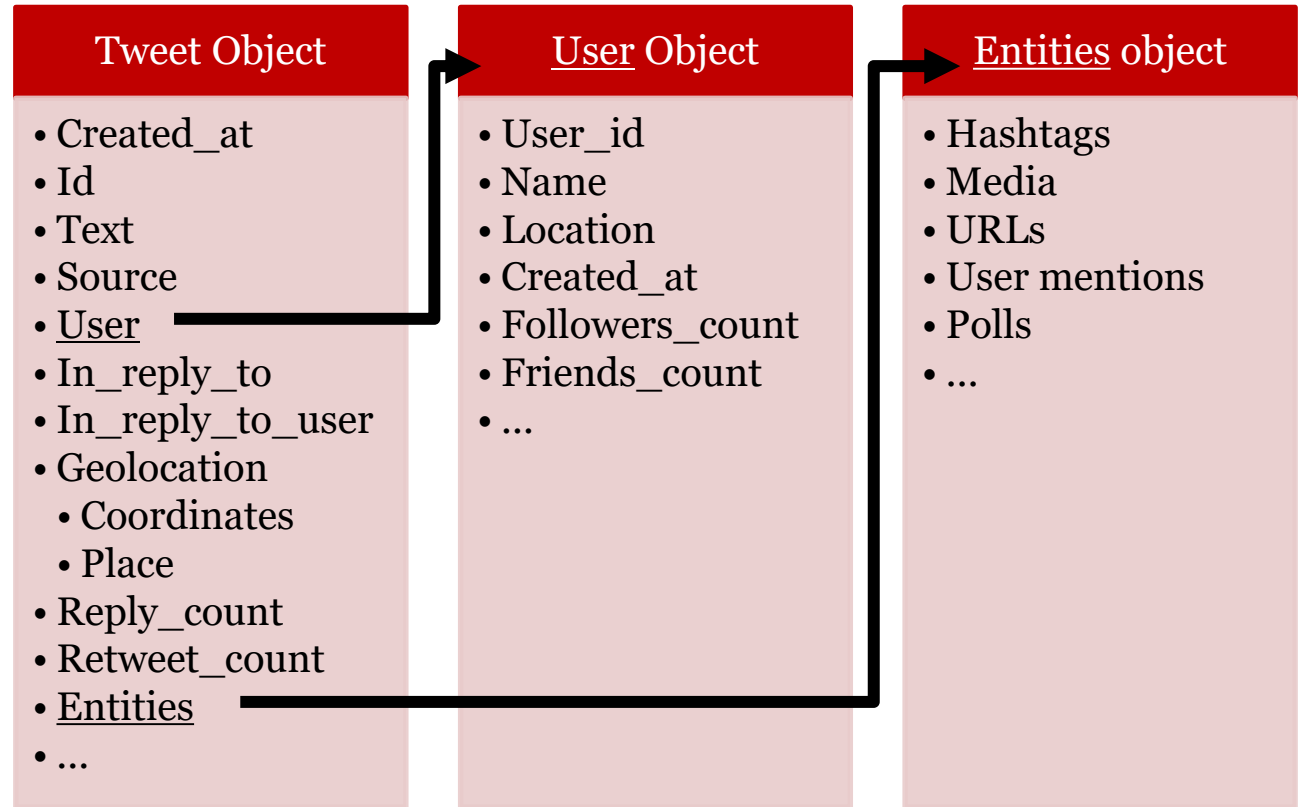 Tweet Object
• Created_at
• Id
• Text
• Source
• User
• In_reply_to
• In_reply_to_user
• Geolocation
• Coordinates
• Place
• Reply_count
• Retweet_count
• Entities
• ...
User Object
• User_id
• Name
• Location
• Created_at
• Followers_count
• Friends_count
• ...
Entities object
• Hashtags
• Media
• URLs
• User mentions
• Polls
• ...